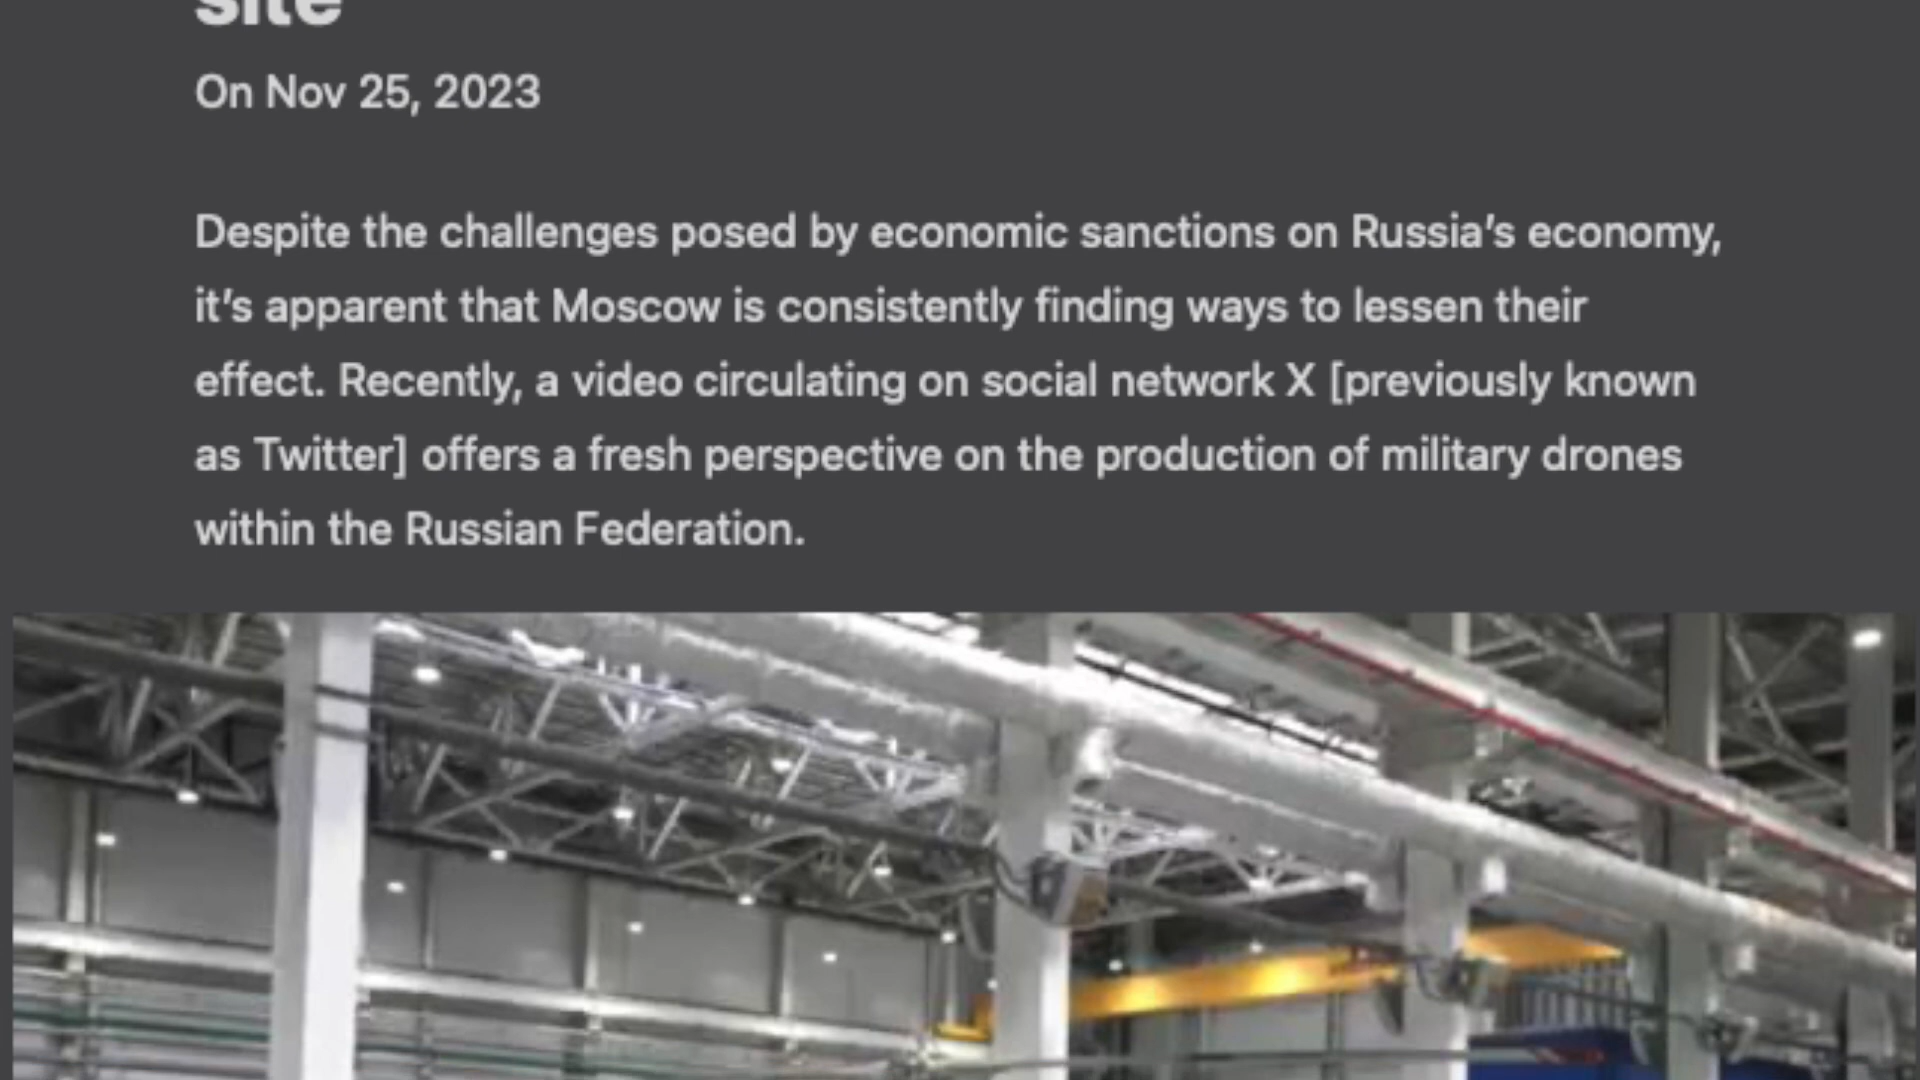 site
On Nov 25, 2023
Despite the challenges posed by economic sanctions on Russia’s economy,
it’s apparent that Moscow is consistently finding ways to lessen their
effect. Recently, a video circulating on social network X [previously known
as Twitter] offers a fresh perspective on the production of military drones
within the Russian Federation.